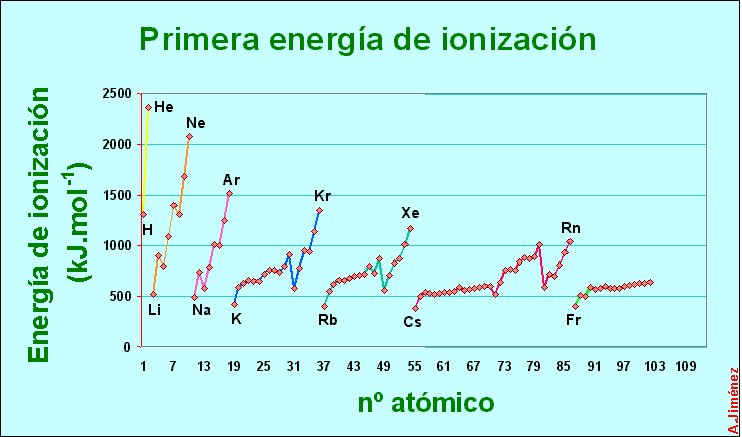 Primera energía de ionización
Energía de ionización
(kJ.mol-1)
2500
2000
1500
1000
500
0
He
Ne
Ar
Kr
Xe
Rn
H
Li
Na
K
Rb
Cs
Fr
1 7 13 19 25 31 37 43 49 55 61 67 73 79 85 91 97 103 109
nº atómico
A.Jiménez